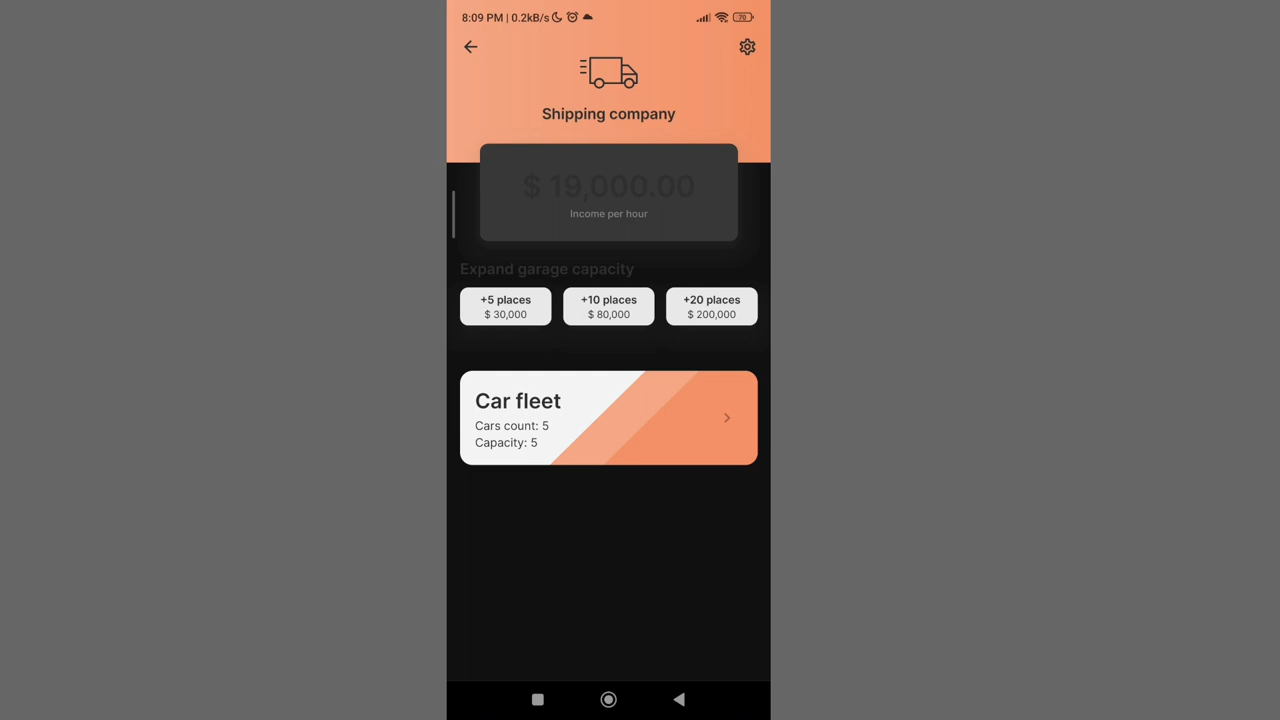 8:09 PM | 0.2kB/s
70
Shipping company
$ 19,000.00
Income per hour
Expand garage capacity
+5 places
$ 30,000
+10 places
$ 80,000
+20 places
$ 200,000
Car fleet
Cars count: 5
Capacity: 5